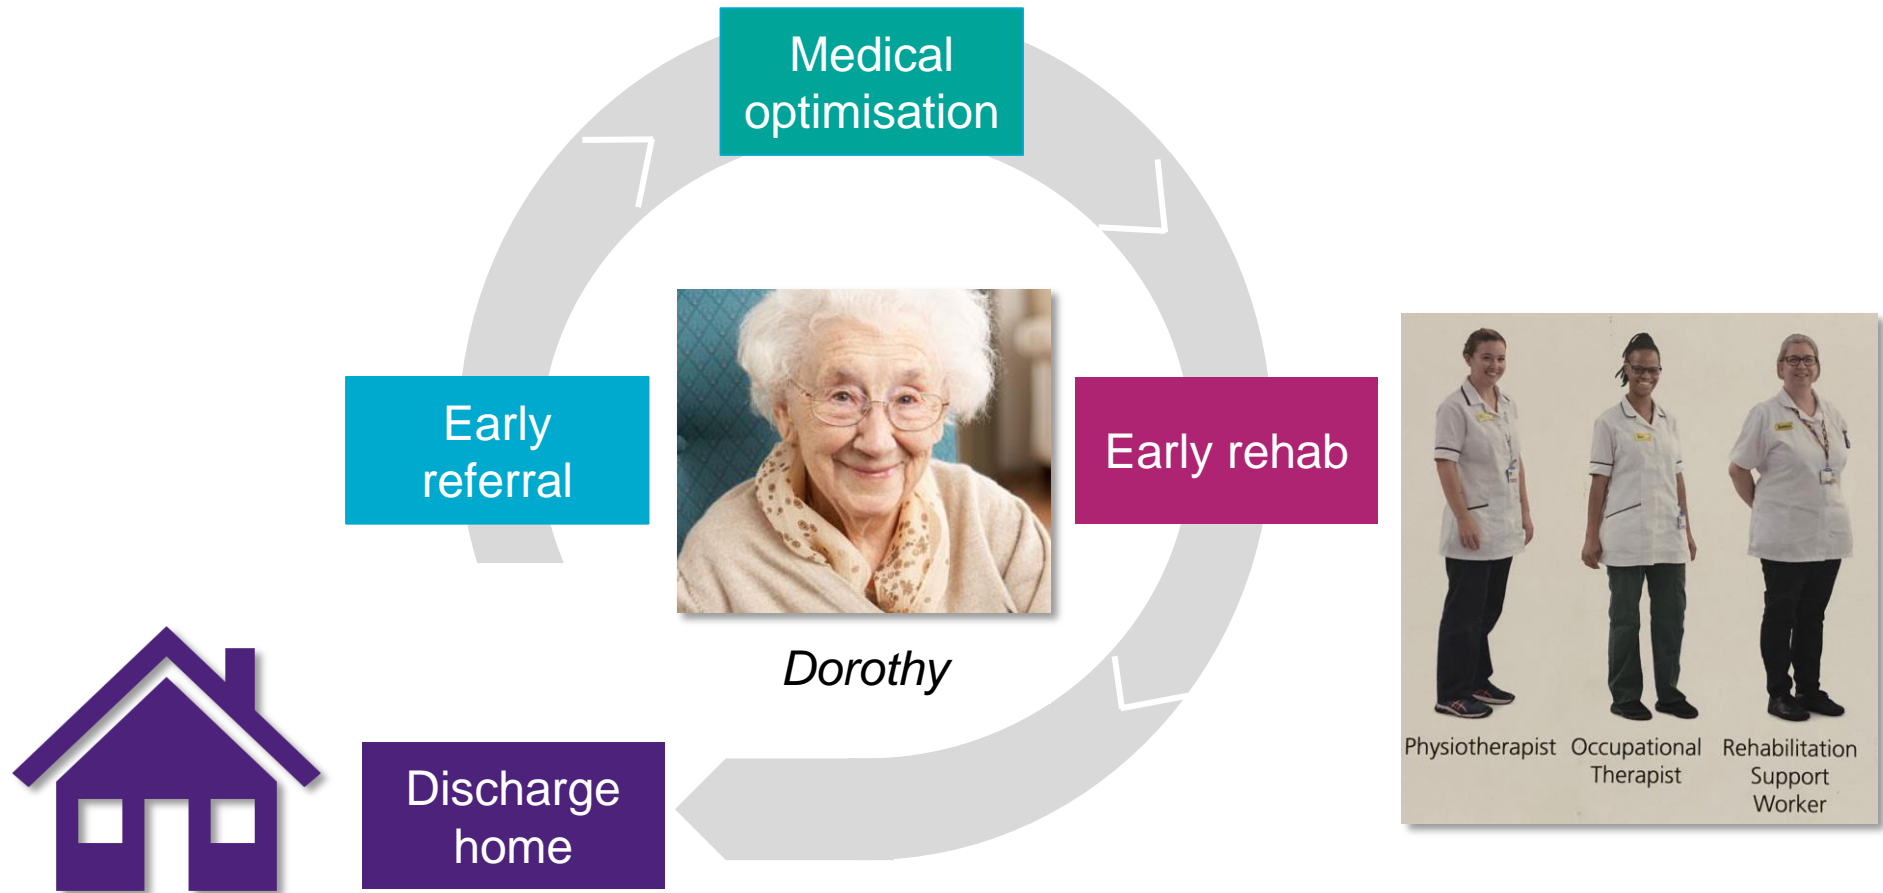 Medical
optimisation
Early
referral
Early rehab
Dorothy
Discharge
home
Physiotherapist
Occupational
Therapist
Rehabilitation
Support
Worker